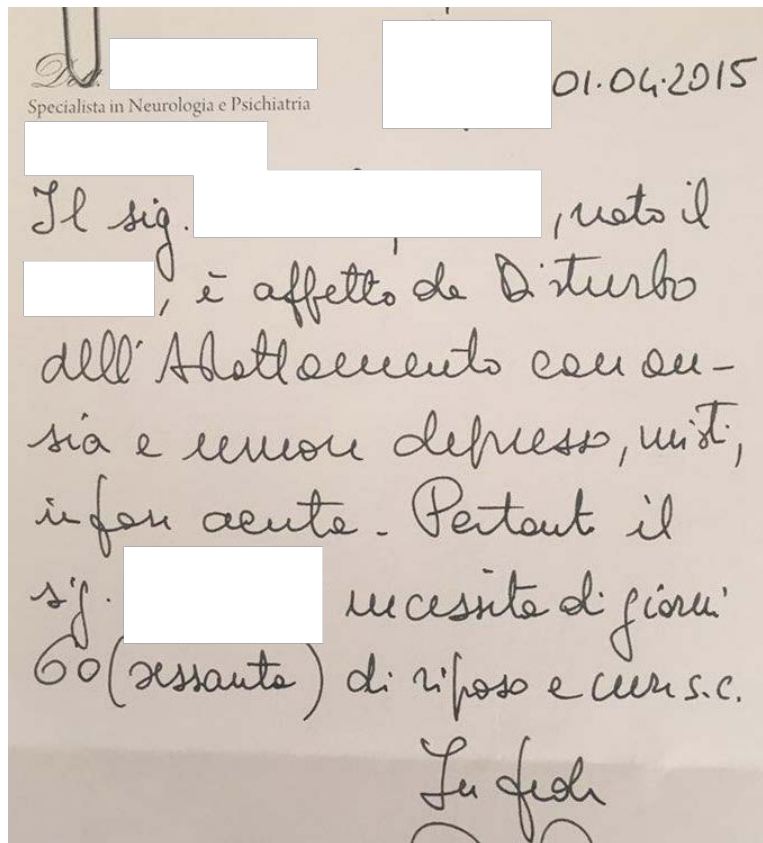 Dott.
Specialista in Neurologia e Psichiatria
01.04.2015
Il sig. , nato il
, è affetto da Disturbo
dell'Adattamento con an-
sia e umore depresso, misti,
in fase acuta. Pertanto il
sig. necessita di giorni
60 (sessanta) di riposo e cure s.c.
In fede